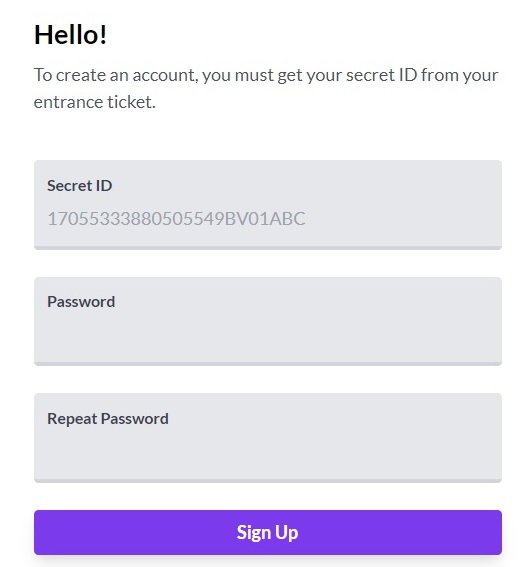 Hello!
To create an account, you must get your secret ID from your
entrance ticket.
Secret ID
17055333880505549BV01ABC
Password
Repeat Password
Sign Up